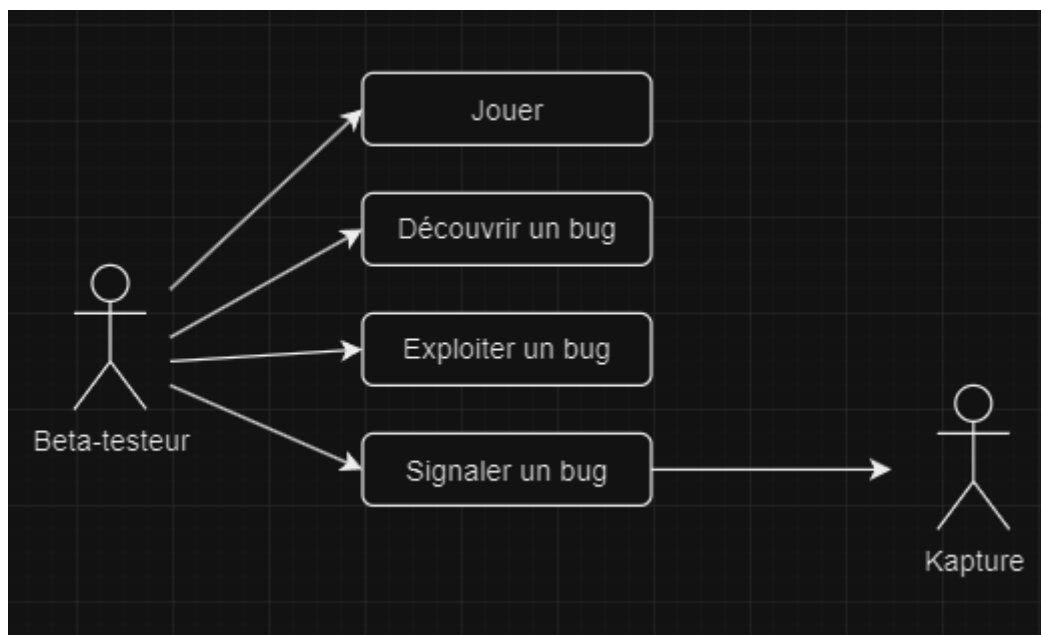 Jouer
Découvrir un bug
Exploiter un bug
Beta-testeur
Signaler un bug
Kapture